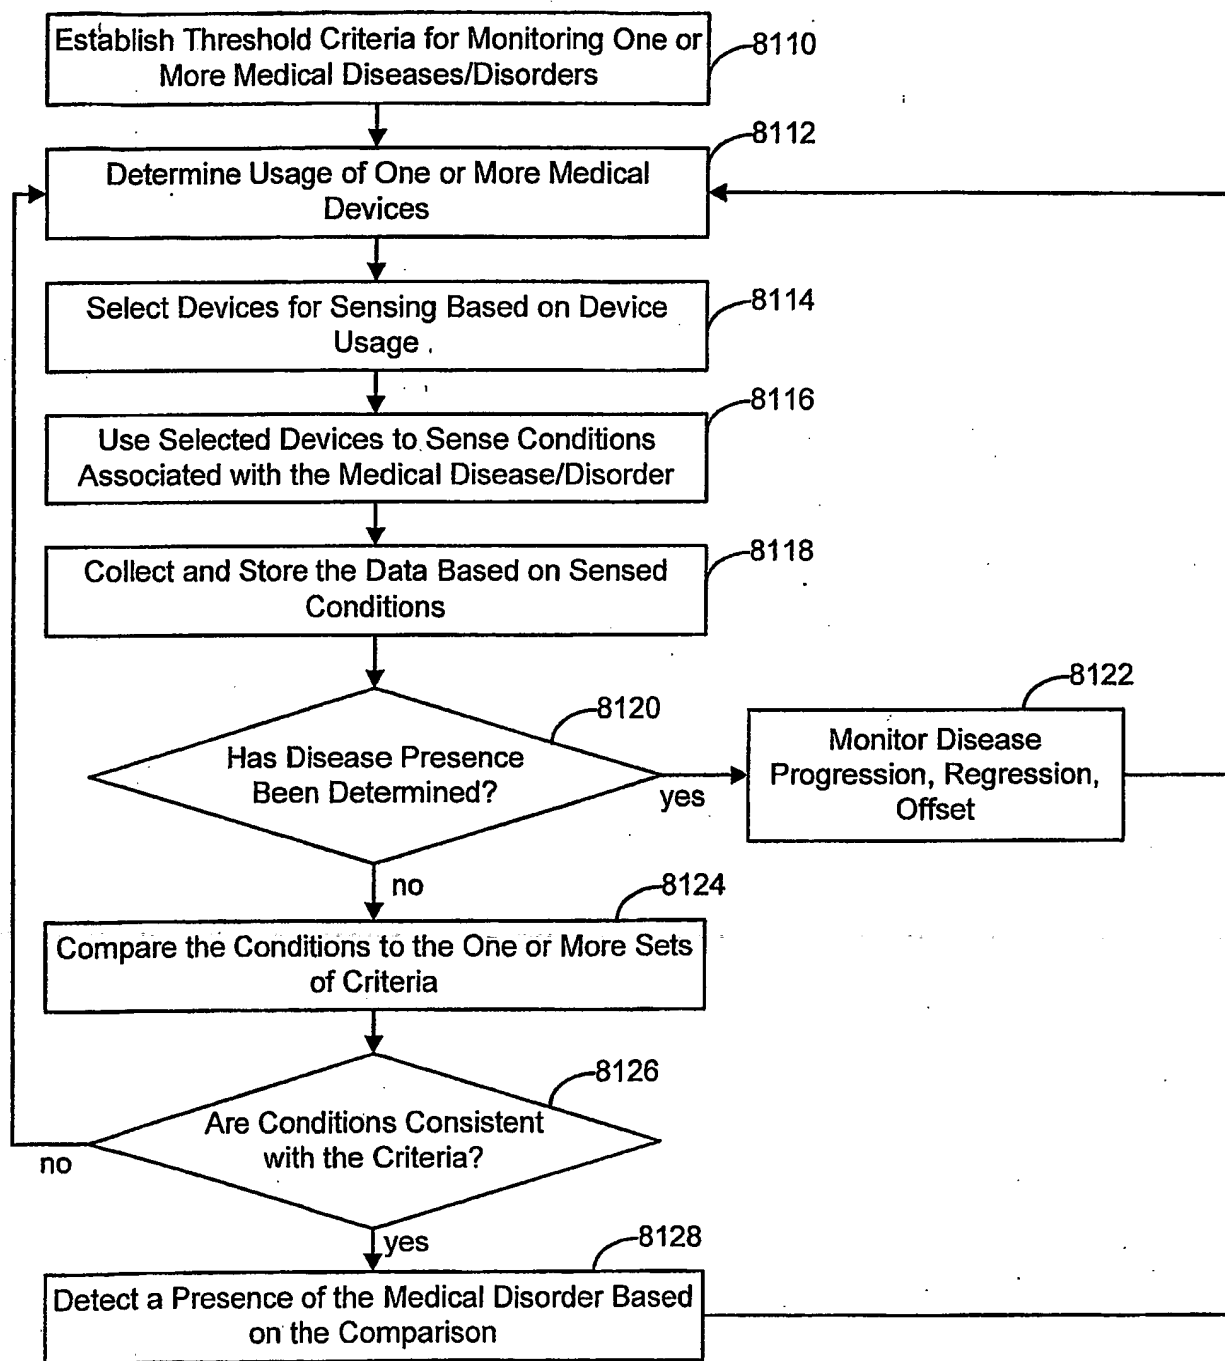 Establish Threshold Criteria for Monitoring One or
More Medical Diseases/Disorders
8110
8112
Determine Usage of One or More Medical
Devices
Select Devices for Sensing Based on Device
Usage
8114
8116
Use Selected Devices to Sense Conditions
Associated with the Medical Disease/Disorder
8118
Collect and Store the Data Based on Sensed
Conditions
8120
Has Disease Presence
Been Determined?
yes
8122
Monitor Disease
Progression, Regression,
Offset
no
8124
Compare the Conditions to the One or More Sets
of Criteria
8126
Are Conditions Consistent
with the Criteria?
no
yes
8128
Detect a Presence of the Medical Disorder Based
on the Comparison